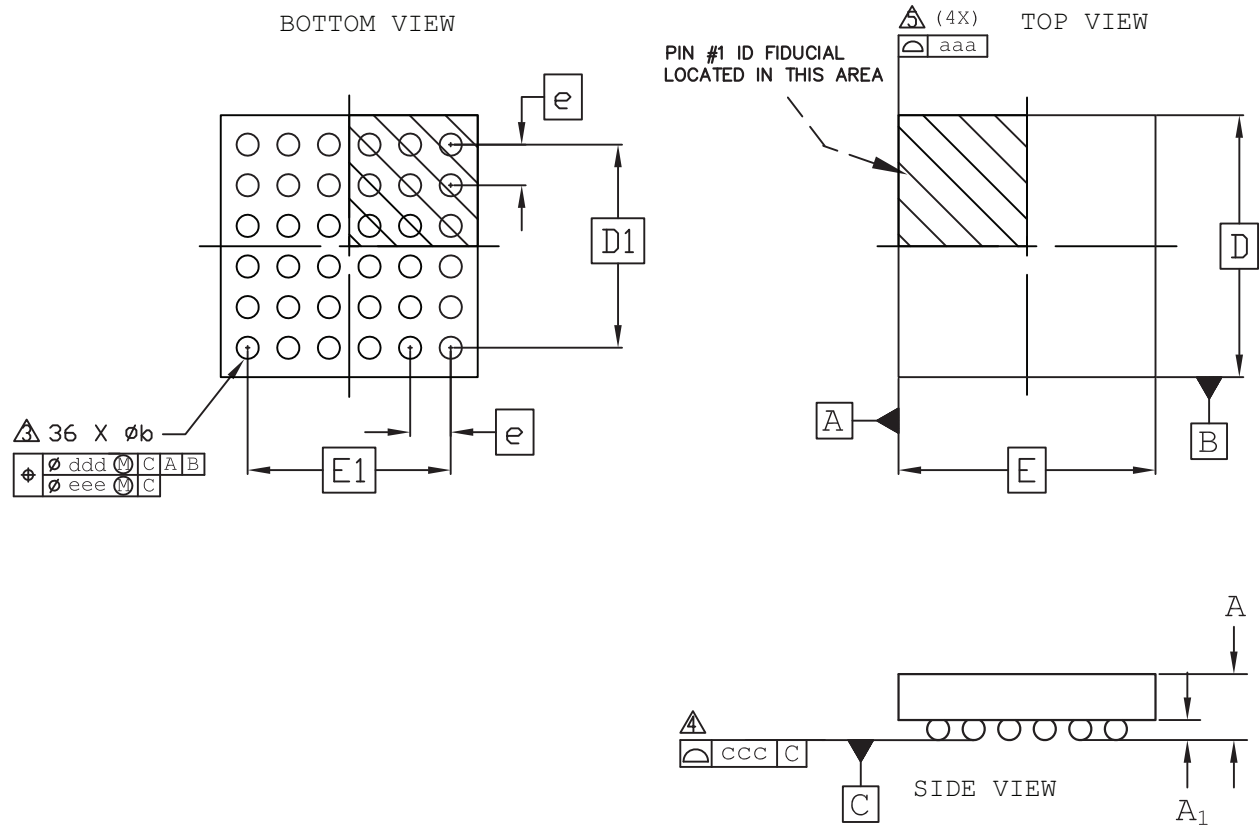 BOTTOM VIEW
e
D1
3 36 X Øb
⌖ Ø ddd Ⓜ C A B
Ø eee Ⓜ C
E1
e
5 (4X)
⌓ aaa
TOP VIEW
PIN #1 ID FIDUCIAL
LOCATED IN THIS AREA
D
A
B
E
A
4
⌓ ccc C
C
SIDE VIEW
A₁